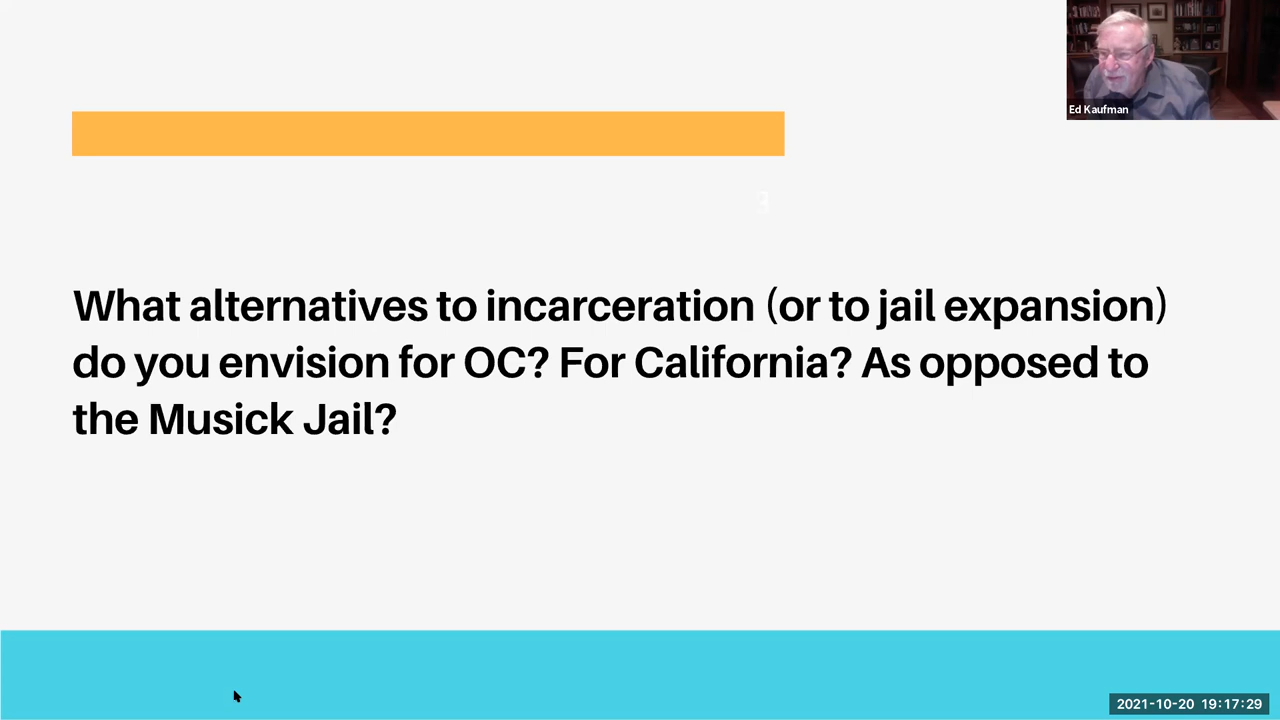 Ed Kaufman
What alternatives to incarceration (or to jail expansion)
do you envision for OC? For California? As opposed to
the Musick Jail?
2021-10-20 19:17:29